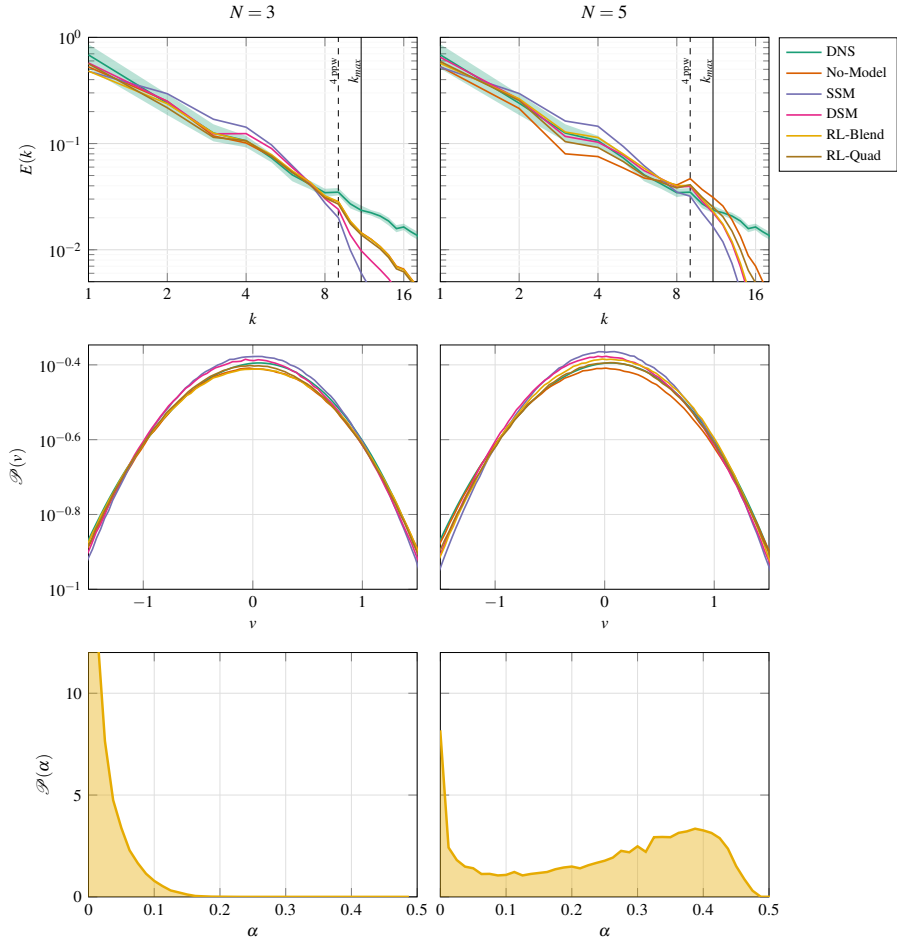 N = 3
N = 5
10^0
10^−1
10^−2
E(k)
4 ppw
k_max
4 ppw
k_max
1 2 4 8 16
1 2 4 8 16
k
k
DNS
No-Model
SSM
DSM
RL-Blend
RL-Quad
10^−0.4
10^−0.6
10^−0.8
10^−1
𝒫(v)
−1 0 1
−1 0 1
v
v
10
5
0
𝒫(α)
0 0.1 0.2 0.3 0.4 0.5
0 0.1 0.2 0.3 0.4 0.5
α
α